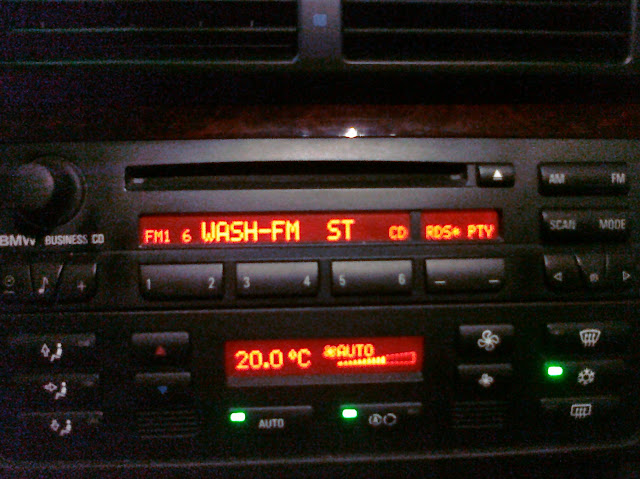 AM FM
FM1 6 WASH-FM ST CD RDS* PTY
SCAN MODE
BMW BUSINESS CD
1 2 3 4 5 6 — —
+
20.0°C AUTO
AUTO